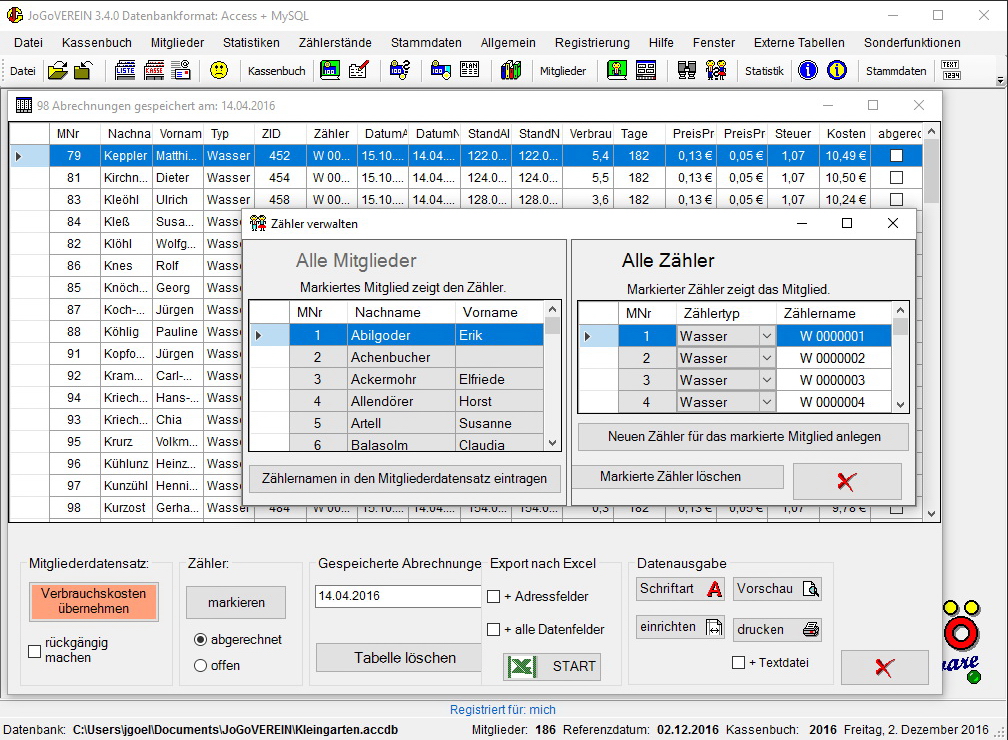 JoGoVEREIN 3.4.0 Datenbankformat: Access + MySQL
Datei Kassenbuch Mitglieder Statistiken Zählerstände Stammdaten Allgemein Registrierung Hilfe Fenster Externe Tabellen Sonderfunktionen
Datei LISTE KASSE Kassenbuch PLAN Mitglieder Statistik Stammdaten TEXT 1234
98 Abrechnungen gespeichert am: 14.04.2016
MNr Nachna Vornam Typ ZID Zähler DatumA DatumN StandAl StandN Verbrau Tage PreisPr PreisPr Steuer Kosten abgerec
79 Keppler Matthi... Wasser 452 W 00... 15.10.... 14.04.... 122.0... 122.0... 5,4 182 0,13 € 0,05 € 1,07 10,49 €
81 Kirchn... Dieter Wasser 454 W 00... 15.10.... 14.04.... 124.0... 124.0... 5,5 182 0,13 € 0,05 € 1,07 10,50 €
83 Kleöhl Ulrich Wasser 458 W 00... 15.10.... 14.04.... 128.0... 128.0... 3,6 182 0,13 € 0,05 € 1,07 10,24 €
84 Kleß Susa... Wass
82 Klöhl Wolfg... Wass
86 Knes Rolf Wass
85 Knöch... Georg Wass
87 Koch-... Jürgen Wass
88 Köhlig Pauline Wass
91 Kopfo... Jürgen Wass
92 Kram... Carl-... Wass
94 Kriech... Hans-... Wass
93 Kriech... Chia Wass
95 Krurz Volkm... Wass
96 Kühlunz Heinz... Wass
97 Kunzühl Henni... Wass
98 Kurzost Gerha... Wasser 484 W 00... 15.10.... 14.04.... 154.0... 154.0... 0,3 182 0,13 € 0,05 € 1,07 9,78 €
Zähler verwalten
Alle Mitglieder
Markiertes Mitglied zeigt den Zähler.
MNr Nachname Vorname
1 Abilgoder Erik
2 Achenbucher
3 Ackermohr Elfriede
4 Allendörer Horst
5 Artell Susanne
6 Balasolm Claudia
Zählernamen in den Mitgliederdatensatz eintragen
Alle Zähler
Markierter Zähler zeigt das Mitglied.
MNr Zählertyp Zählername
1 Wasser W 0000001
2 Wasser W 0000002
3 Wasser W 0000003
4 Wasser W 0000004
Neuen Zähler für das markierte Mitglied anlegen
Markierte Zähler löschen
Mitgliederdatensatz:
Verbrauchskosten
übernehmen
rückgängig
machen
Zähler:
markieren
abgerechnet
offen
Gespeicherte Abrechnunge
14.04.2016
Tabelle löschen
Export nach Excel
+ Adressfelder
+ alle Datenfelder
START
Datenausgabe
Schriftart A Vorschau
einrichten drucken
+ Textdatei
ware
Registriert für: mich
Datenbank: C:\Users\jgoel\Documents\JoGoVEREIN\Kleingarten.accdb Mitglieder: 186 Referenzdatum: 02.12.2016 Kassenbuch: 2016 Freitag, 2. Dezember 2016